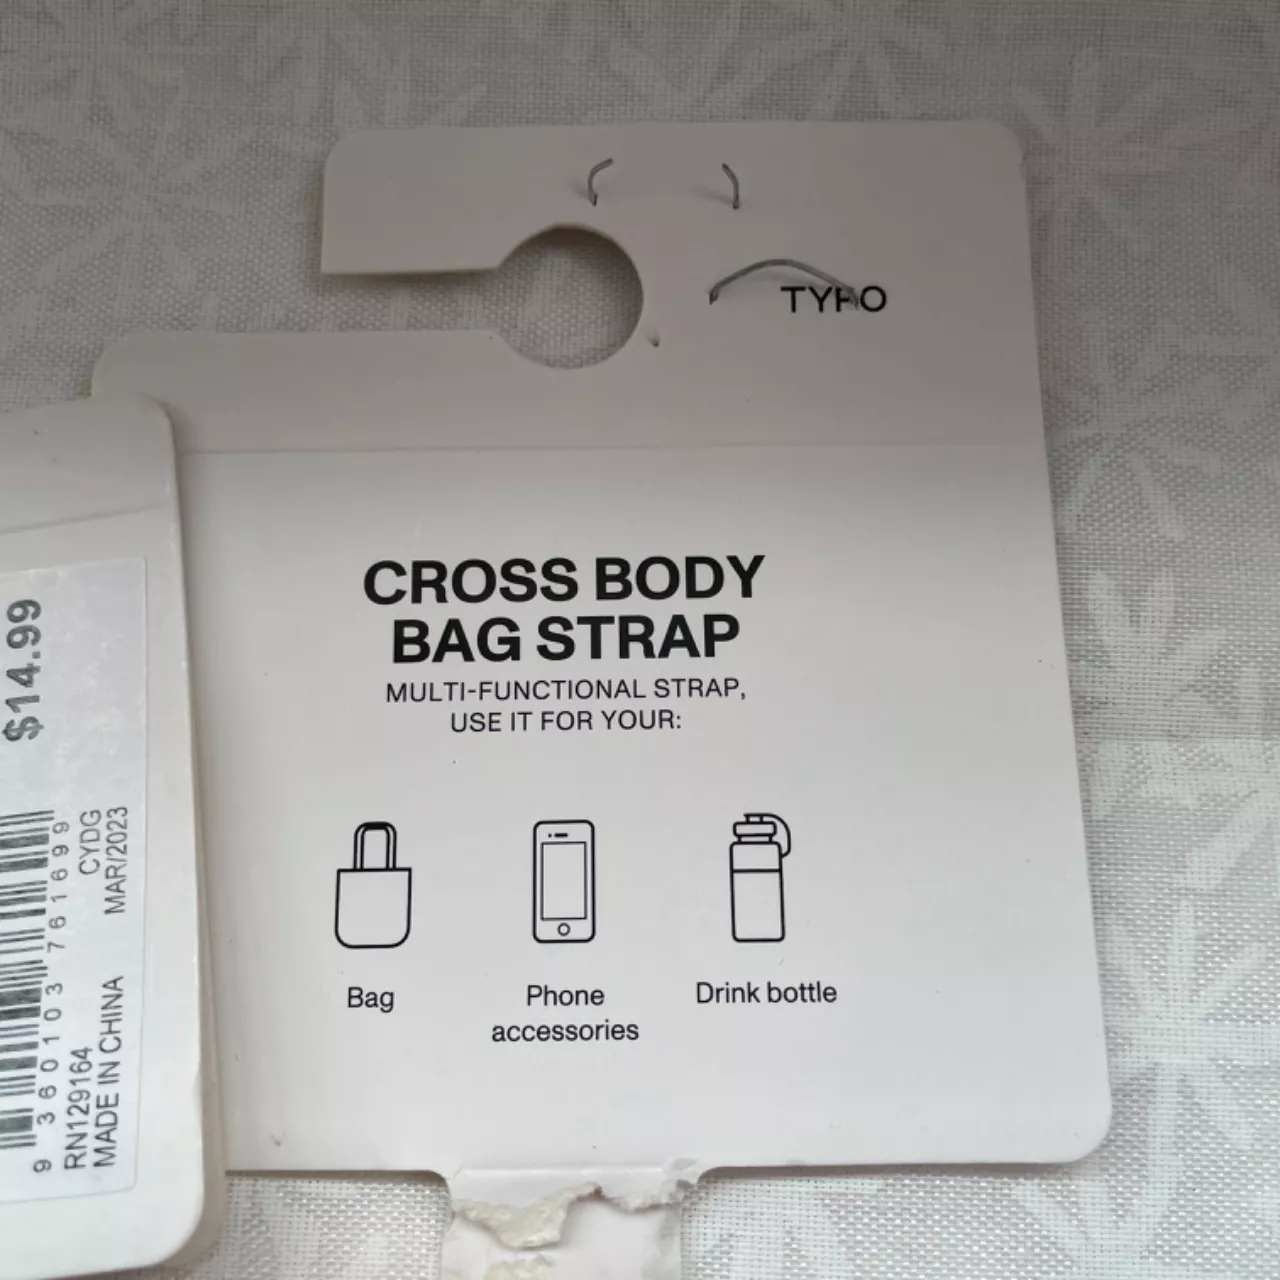 TYPO
CROSS BODY
BAG STRAP
MULTI-FUNCTIONAL STRAP,
USE IT FOR YOUR:
Bag
Phone
accessories
Drink bottle
$14.99
9 360103 761699
RN129164
CYDG
MADE IN CHINA
MAR/2023